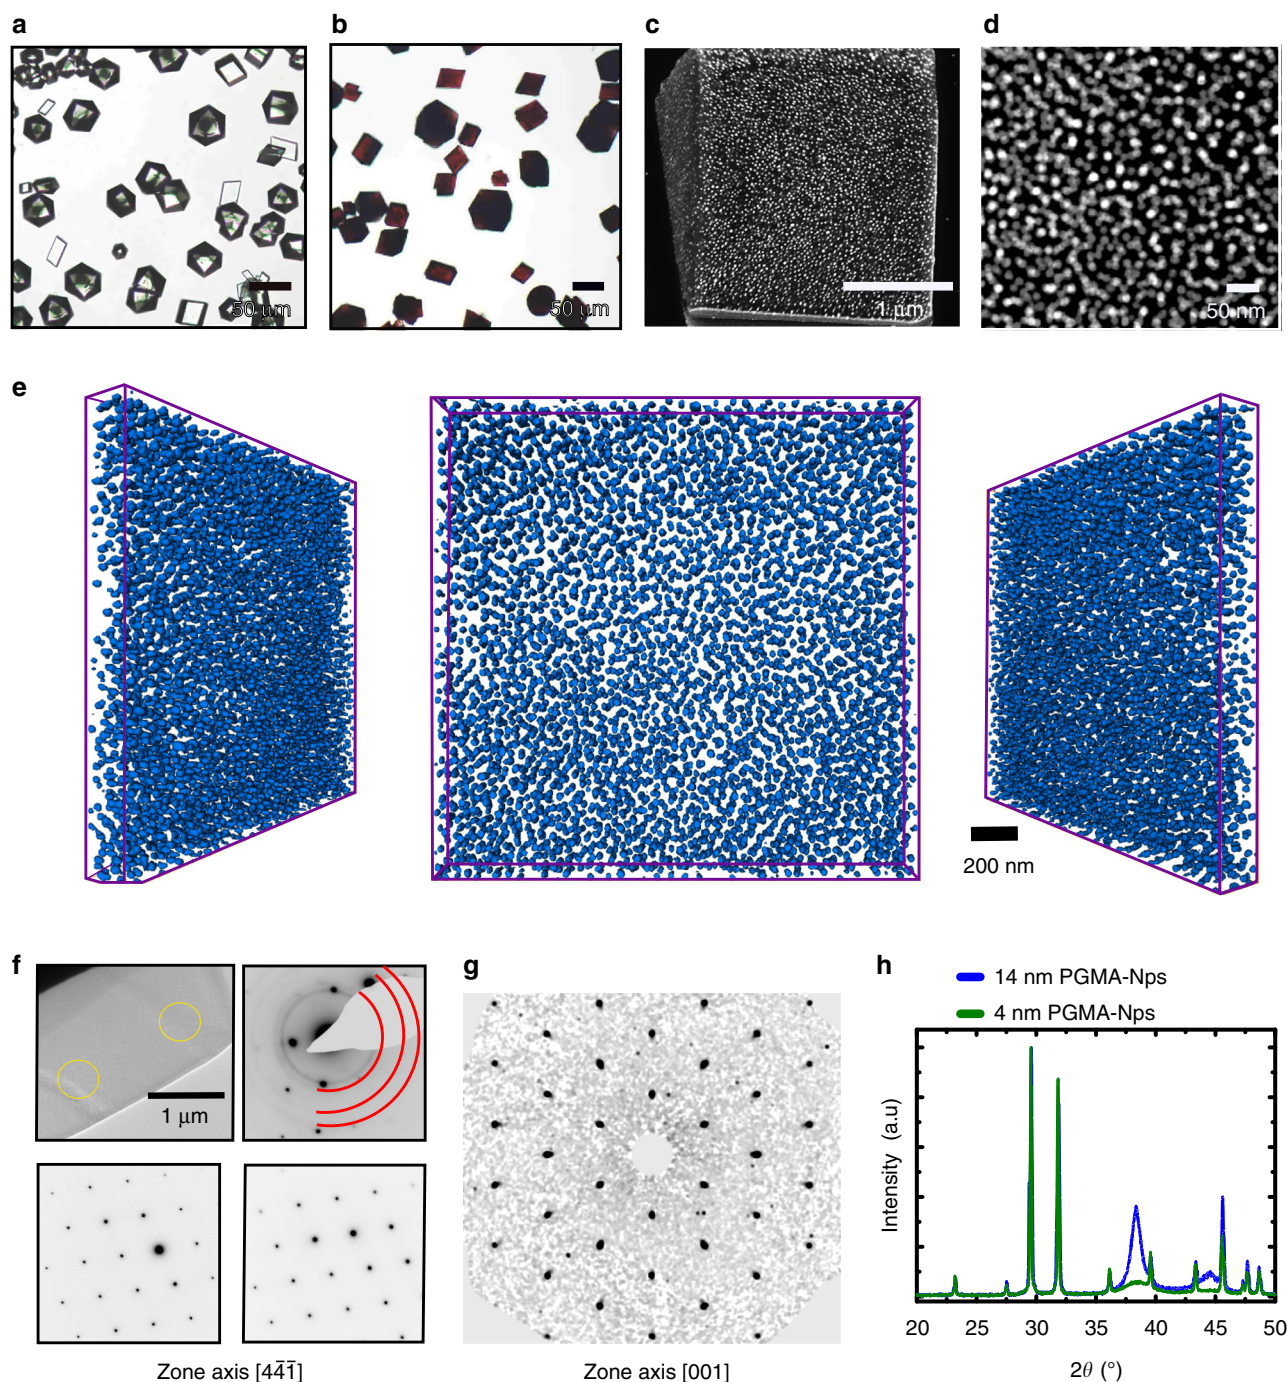 a
b
c
d
50 μm
50 μm
1 μm
50 nm
e
200 nm
f
g
h
1 μm
14 nm PGMA-Nps
4 nm PGMA-Nps
Intensity (a.u)
20 25 30 35 40 45 50
2θ (°)
Zone axis [44̅1̅]
Zone axis [001]